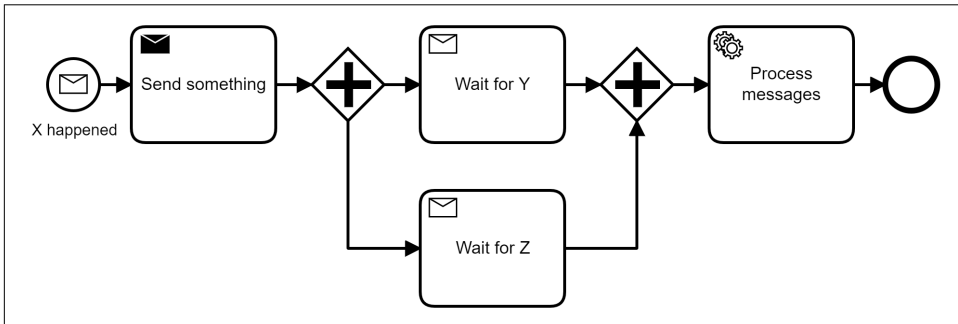 X happened
Send something
Wait for Y
Wait for Z
Process
messages